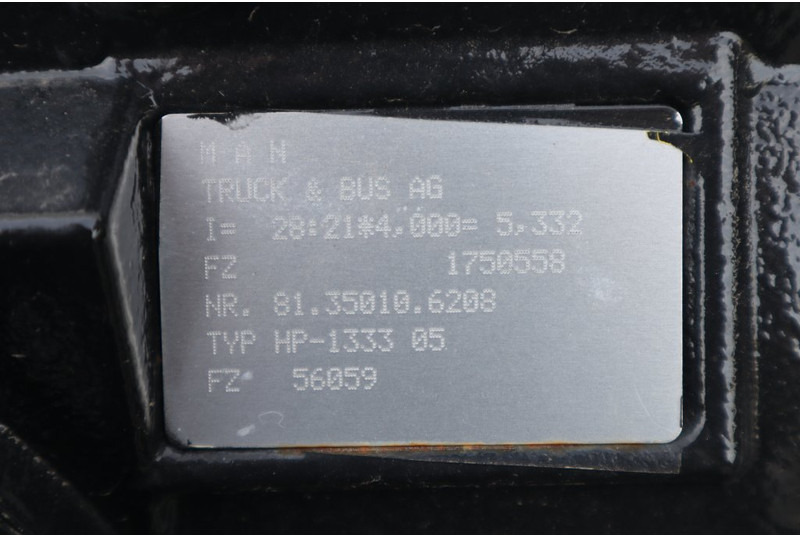 M A N
TRUCK & BUS AG
I= 28:21*4,000= 5,332
FZ 1750558
NR. 81.35010.6208
TYP HP-1333 05
FZ 56059